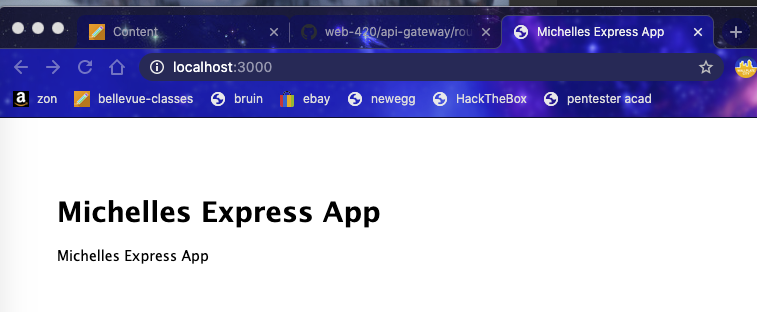 Content
web-420/api-gateway/rou
Michelles Express App
localhost:3000
a zon bellevue-classes bruin ebay newegg HackTheBox pentester acad
Michelles Express App
Michelles Express App